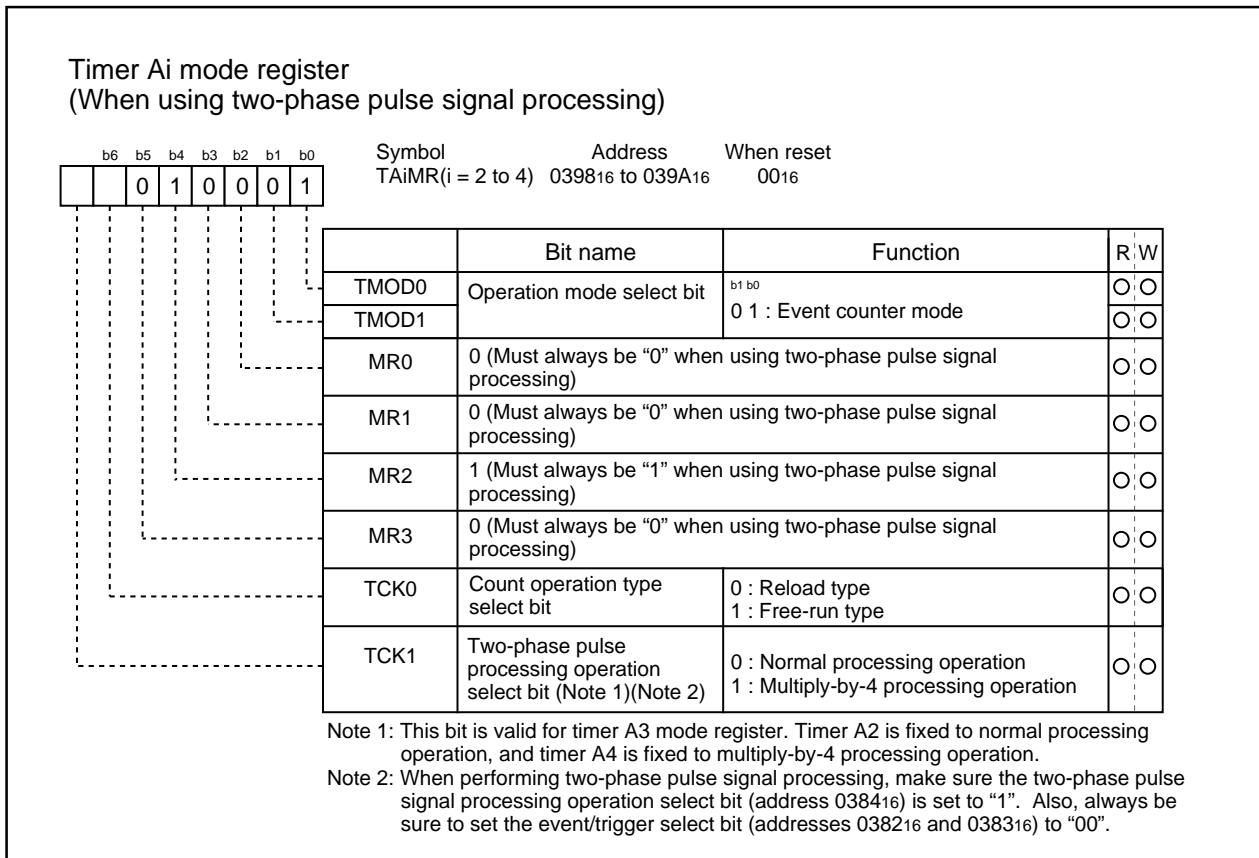 Timer Ai mode register
(When using two-phase pulse signal processing)
b6 b5 b4 b3 b2 b1 b0
0 1 0 0 0 1
Symbol Address When reset
TAiMR(i = 2 to 4) 039816 to 039A16 0016
Bit name Function R W
TMOD0 Operation mode select bit b1 b0
0 1 : Event counter mode
TMOD1
MR0 0 (Must always be “0” when using two-phase pulse signal
processing)
MR1 0 (Must always be “0” when using two-phase pulse signal
processing)
MR2 1 (Must always be “1” when using two-phase pulse signal
processing)
MR3 0 (Must always be “0” when using two-phase pulse signal
processing)
TCK0 Count operation type 0 : Reload type
select bit 1 : Free-run type
TCK1 Two-phase pulse
processing operation 0 : Normal processing operation
select bit (Note 1)(Note 2) 1 : Multiply-by-4 processing operation
Note 1: This bit is valid for timer A3 mode register. Timer A2 is fixed to normal processing
operation, and timer A4 is fixed to multiply-by-4 processing operation.
Note 2: When performing two-phase pulse signal processing, make sure the two-phase pulse
signal processing operation select bit (address 038416) is set to “1”. Also, always be
sure to set the event/trigger select bit (addresses 038216 and 038316) to “00”.